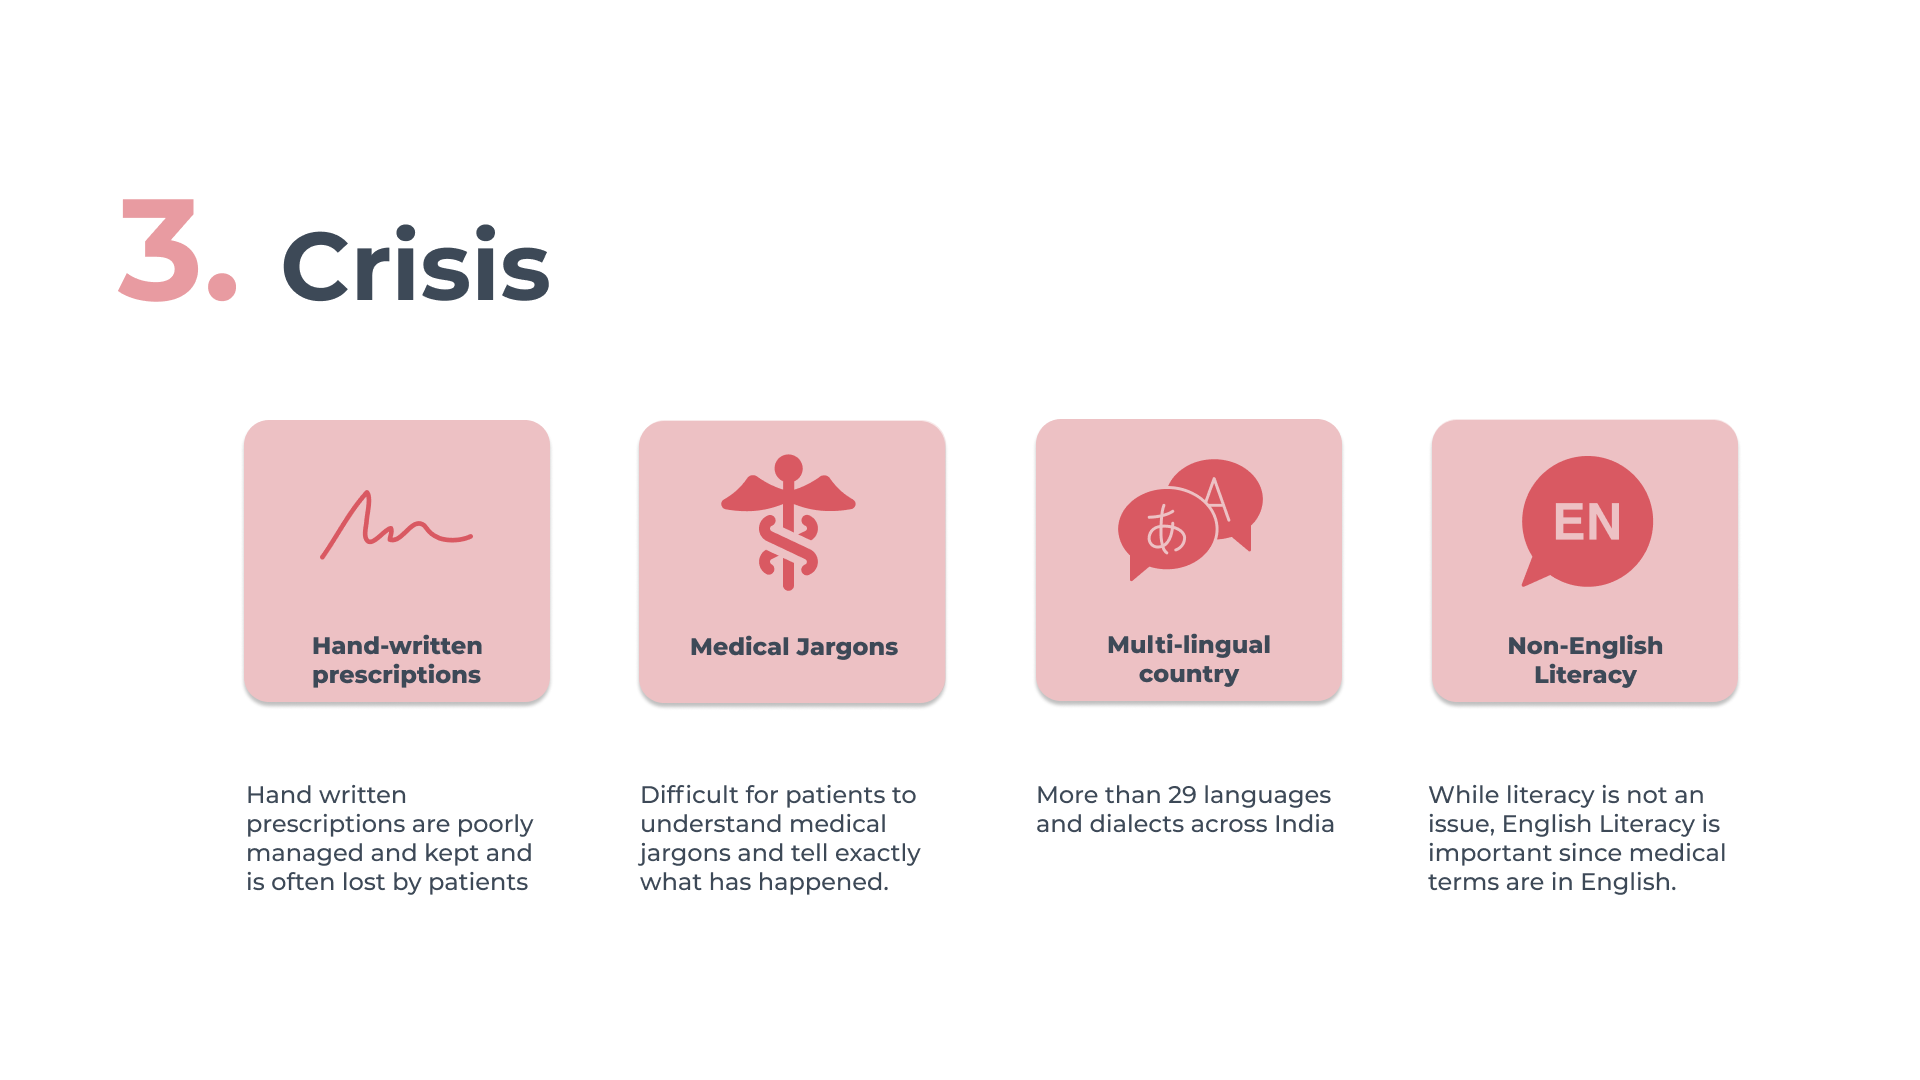 3. Crisis
あ A
EN
Hand-written
prescriptions
Medical Jargons
Multi-lingual
country
Non-English
Literacy
Hand written
prescriptions are poorly
managed and kept and
is often lost by patients
Difficult for patients to
understand medical
jargons and tell exactly
what has happened.
More than 29 languages
and dialects across India
While literacy is not an
issue, English Literacy is
important since medical
terms are in English.